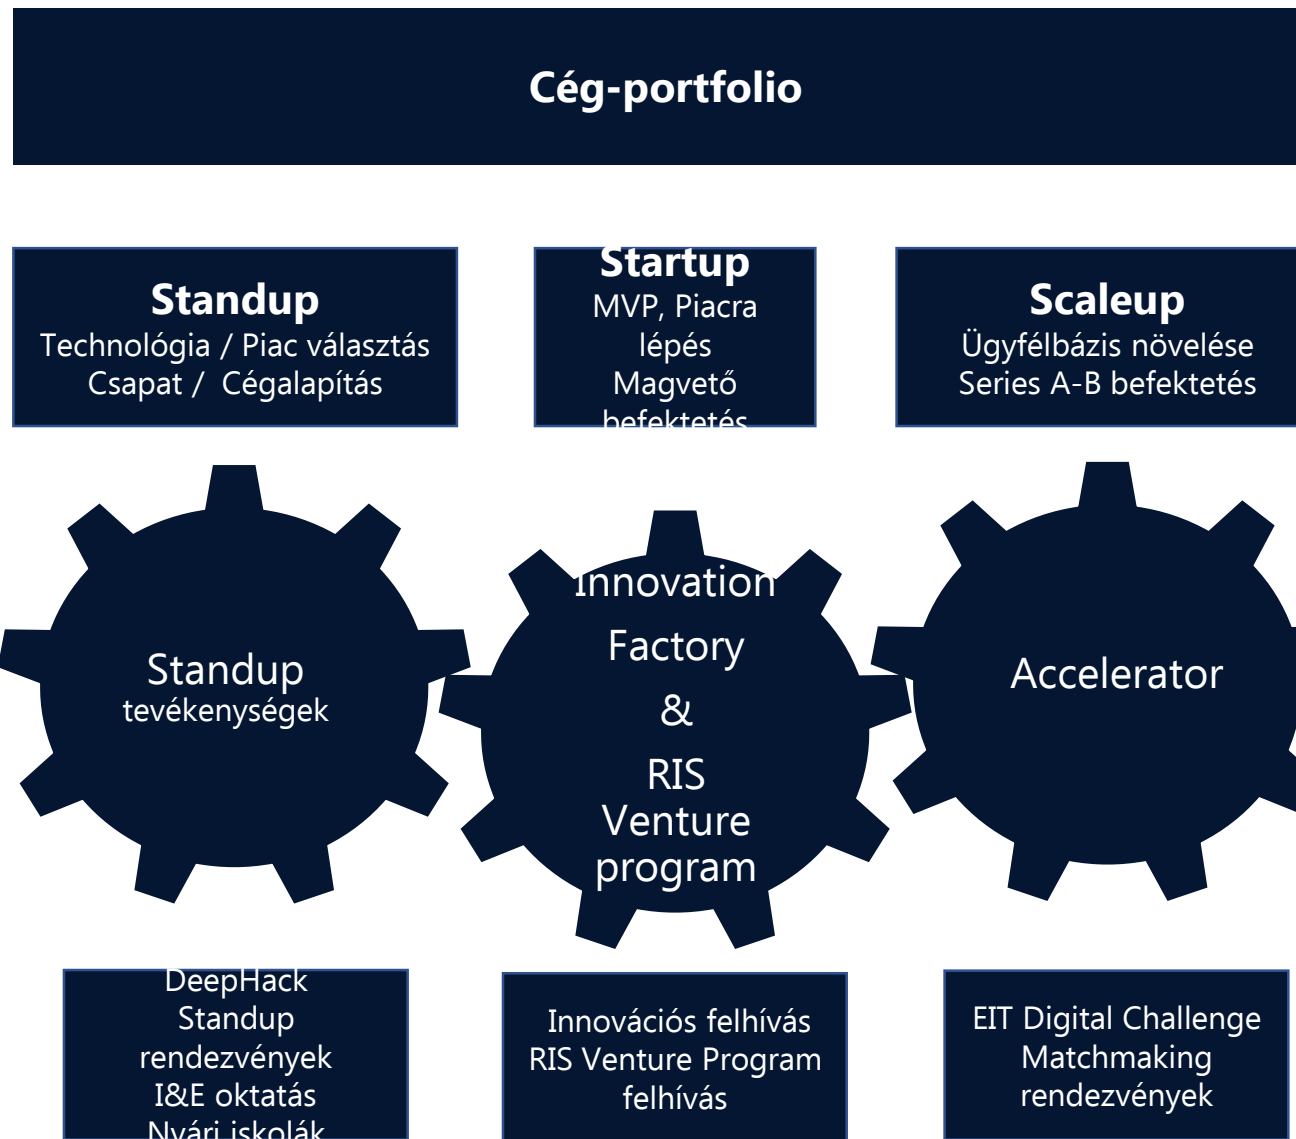 Cég-portfolio
Standup
Technológia / Piac választás
Csapat / Cégalapítás
Startup
MVP, Piacra
lépés
Magvető
befektetés
Scaleup
Ügyfélbázis növelése
Series A-B befektetés
Standup
tevékenységek
Innovation
Factory
&
RIS
Venture
program
Accelerator
DeepHack
Standup
rendezvények
I&E oktatás
Nyári iskolák
Innovációs felhívás
RIS Venture Program
felhívás
EIT Digital Challenge
Matchmaking
rendezvények